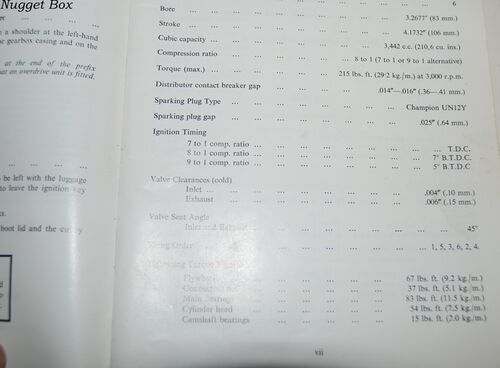 Nugget Box
a shoulder at the left-hand
gearbox casing and on the
at the end of the prefix
an overdrive unit is fitted.
... ... ... ...
be left with the luggage
to leave the ignition key
boot lid and the
6
Bore ... ... ... ... 3.2677" (83 mm.)
Stroke ... ... ... ... 4.1732" (106 mm.)
Cubic capacity ... ... ... 3,442 c.c. (210.6 cu. ins.)
Compression ratio ... ... 8 to 1 (7 to 1 or 9 to 1 alternative)
Torque (max.) ... ... 215 lbs. ft. (29.2 kg./m.) at 3,000 r.p.m.
Distributor contact breaker gap ... .014"—.016" (.36—.41 mm.)
Sparking Plug Type ... ... ... ... Champion UN12Y
Sparking plug gap ... ... ... ... .025" (.64 mm.)
Ignition Timing
7 to 1 comp. ratio ... ... ... ... ... ... T.D.C.
8 to 1 comp. ratio ... ... ... ... ... ... 7° B.T.D.C.
9 to 1 comp. ratio ... ... ... ... ... ... 5° B.T.D.C
Valve Clearances (cold)
Inlet ... ... ... ... ... .004" (.10 mm.)
Exhaust ... ... ... ... ... .006" (.15 mm.)
Valve Seat Angle
Inlet and Exhaust ... ... ... ... ... 45°
Firing Order ... ... ... ... ... 1, 5, 3, 6, 2, 4.
Tightening Torque
Flywheel ... ... ... ... 67 lbs. ft. (9.2 kg./m.)
... ... ... ... 37 lbs. ft. (5.1 kg./m.)
Main bearings ... ... ... ... 83 lbs. ft. (11.5 kg./m.)
Cylinder head ... ... ... ... 54 lbs. ft. (7.5 kg./m.)
Camshaft bearings ... ... ... ... 15 lbs. ft. (2.0 kg./m.)
vii